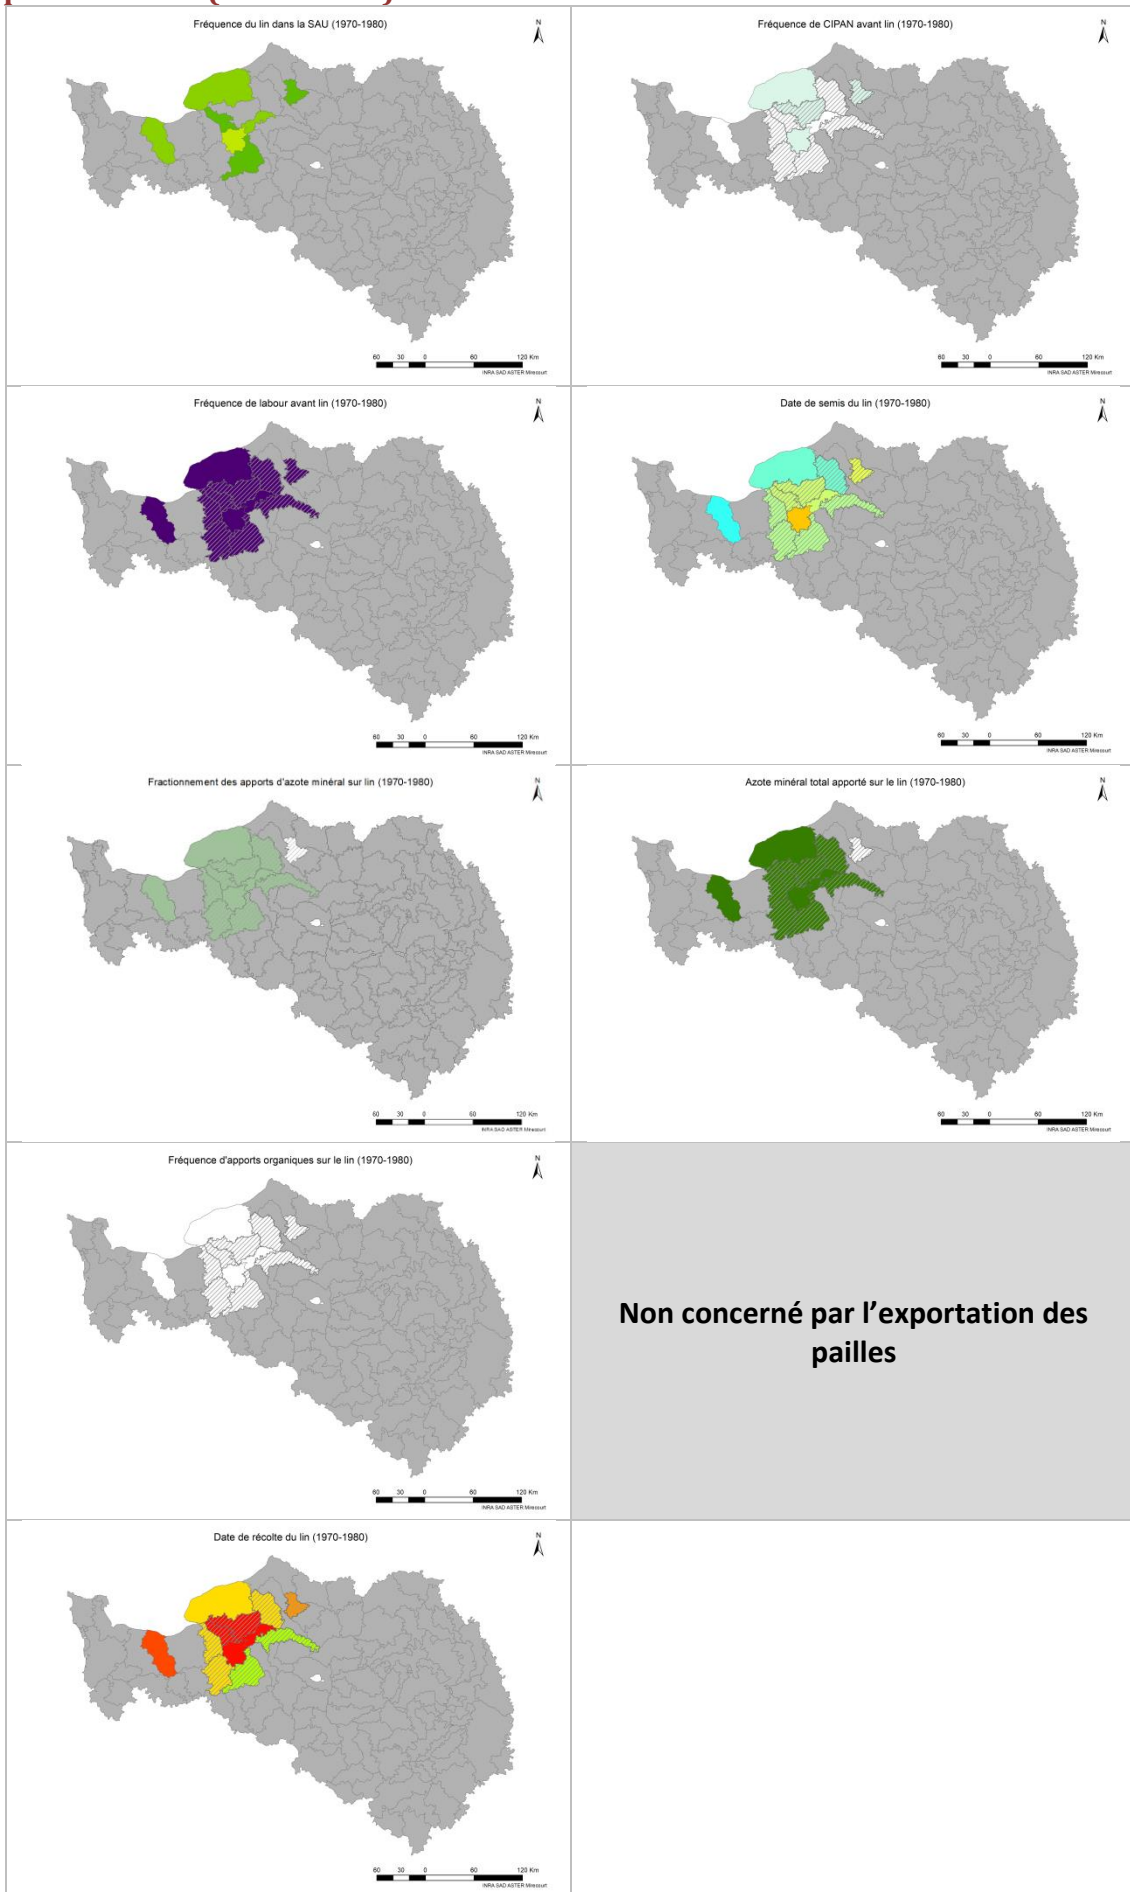 Fréquence du lin dans la SAU (1970-1980)
N
60 30 0 60 120 Km
INRA SAD ASTER Mirecourt
Fréquence de CIPAN avant lin (1970-1980)
N
60 30 0 60 120 Km
INRA SAD ASTER Mirecourt
Fréquence de labour avant lin (1970-1980)
N
60 30 0 60 120 Km
INRA SAD ASTER Mirecourt
Date de semis du lin (1970-1980)
N
60 30 0 60 120 Km
INRA SAD ASTER Mirecourt
Fractionnement des apports d'azote minéral sur lin (1970-1980)
N
60 30 0 60 120 Km
INRA SAD ASTER Mirecourt
Azote minéral total apporté sur le lin (1970-1980)
N
60 30 0 60 120 Km
INRA SAD ASTER Mirecourt
Fréquence d'apports organiques sur le lin (1970-1980)
N
60 30 0 60 120 Km
INRA SAD ASTER Mirecourt
Non concerné par l'exportation des
pailles
Date de récolte du lin (1970-1980)
N
60 30 0 60 120 Km
INRA SAD ASTER Mirecourt